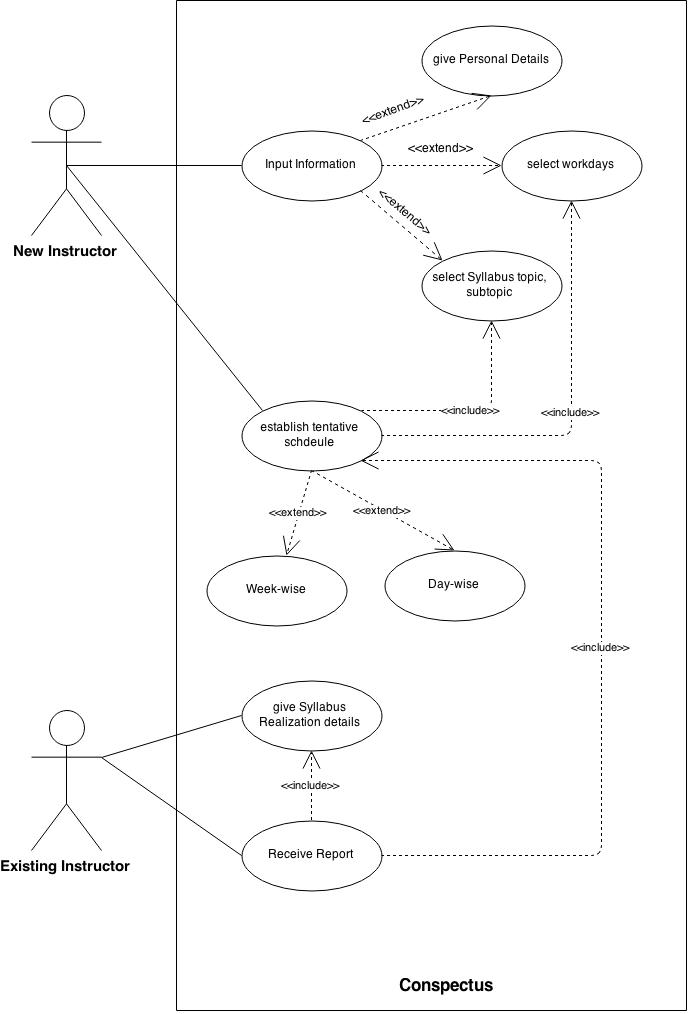 give Personal Details
<<extend>>
<<extend>>
Input Information
select workdays
<<extend>>
New Instructor
select Syllabus topic,
subtopic
<<include>>
<<include>>
establish tentative
schdeule
<<extend>>
<<extend>>
Week-wise
Day-wise
<<include>>
give Syllabus
Realization details
<<include>>
Receive Report
Existing Instructor
Conspectus